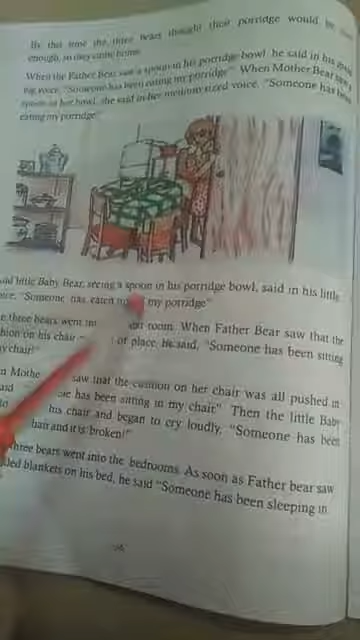 By this time the three bears thought their porridge would be
enough, so they came home.
When the Father Bear saw a spoon in his porridge bowl he said in his
big voice, "Someone has been eating my porridge" When Mother Bear saw
spoon in her bowl, she said in her medium sized voice, "Someone has been
eating my porridge"
said little Baby Bear, seeing a spoon in his porridge bowl, said in his little
voice, "Someone has eaten my porridge"
three bears went room. When Father Bear saw that the
on his chair of place, he said, "Someone has been sitting
my chair!"
saw that the cushion on her chair was all pushed in
has been sitting in my chair" Then the little Baby
his chair and began to cry loudly, "Someone has been
chair and it is broken!"
three bears went into the bedrooms. As soon as Father bear saw
blankets on his bed, he said "Someone has been sleeping in